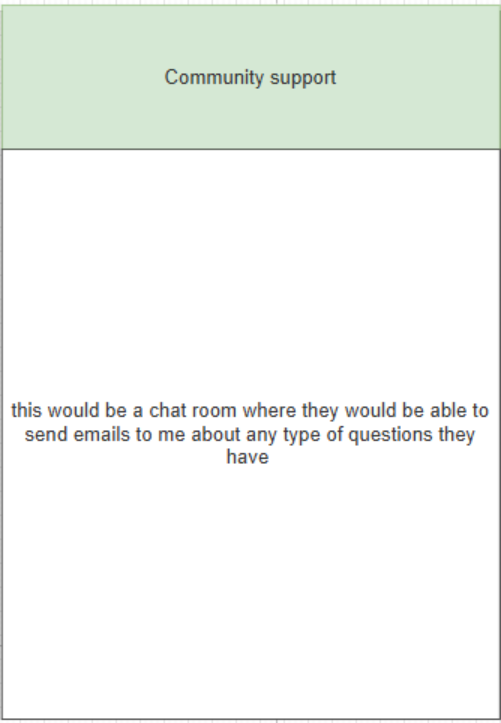 Community support
this would be a chat room where they would be able to
send emails to me about any type of questions they
have